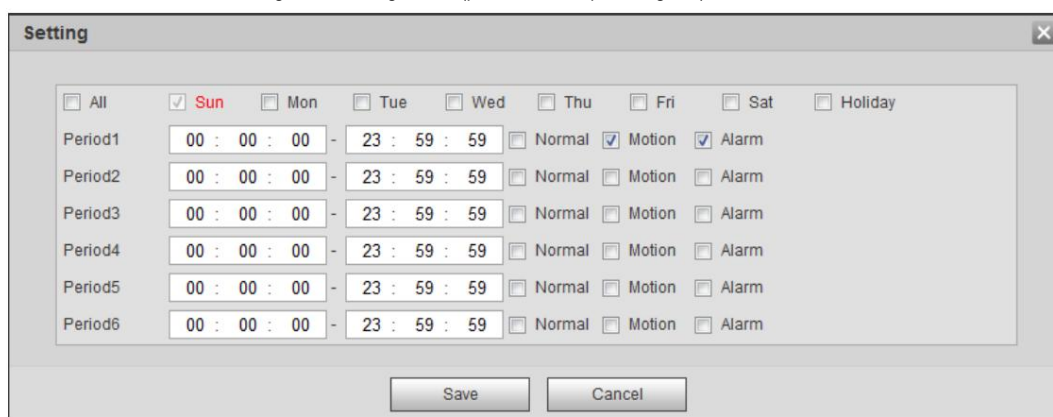 Setting
All Sun Mon Tue Wed Thu Fri Sat Holiday
Period1 00 : 00 : 00 - 23 : 59 : 59 Normal Motion Alarm
Period2 00 : 00 : 00 - 23 : 59 : 59 Normal Motion Alarm
Period3 00 : 00 : 00 - 23 : 59 : 59 Normal Motion Alarm
Period4 00 : 00 : 00 - 23 : 59 : 59 Normal Motion Alarm
Period5 00 : 00 : 00 - 23 : 59 : 59 Normal Motion Alarm
Period6 00 : 00 : 00 - 23 : 59 : 59 Normal Motion Alarm
Save Cancel